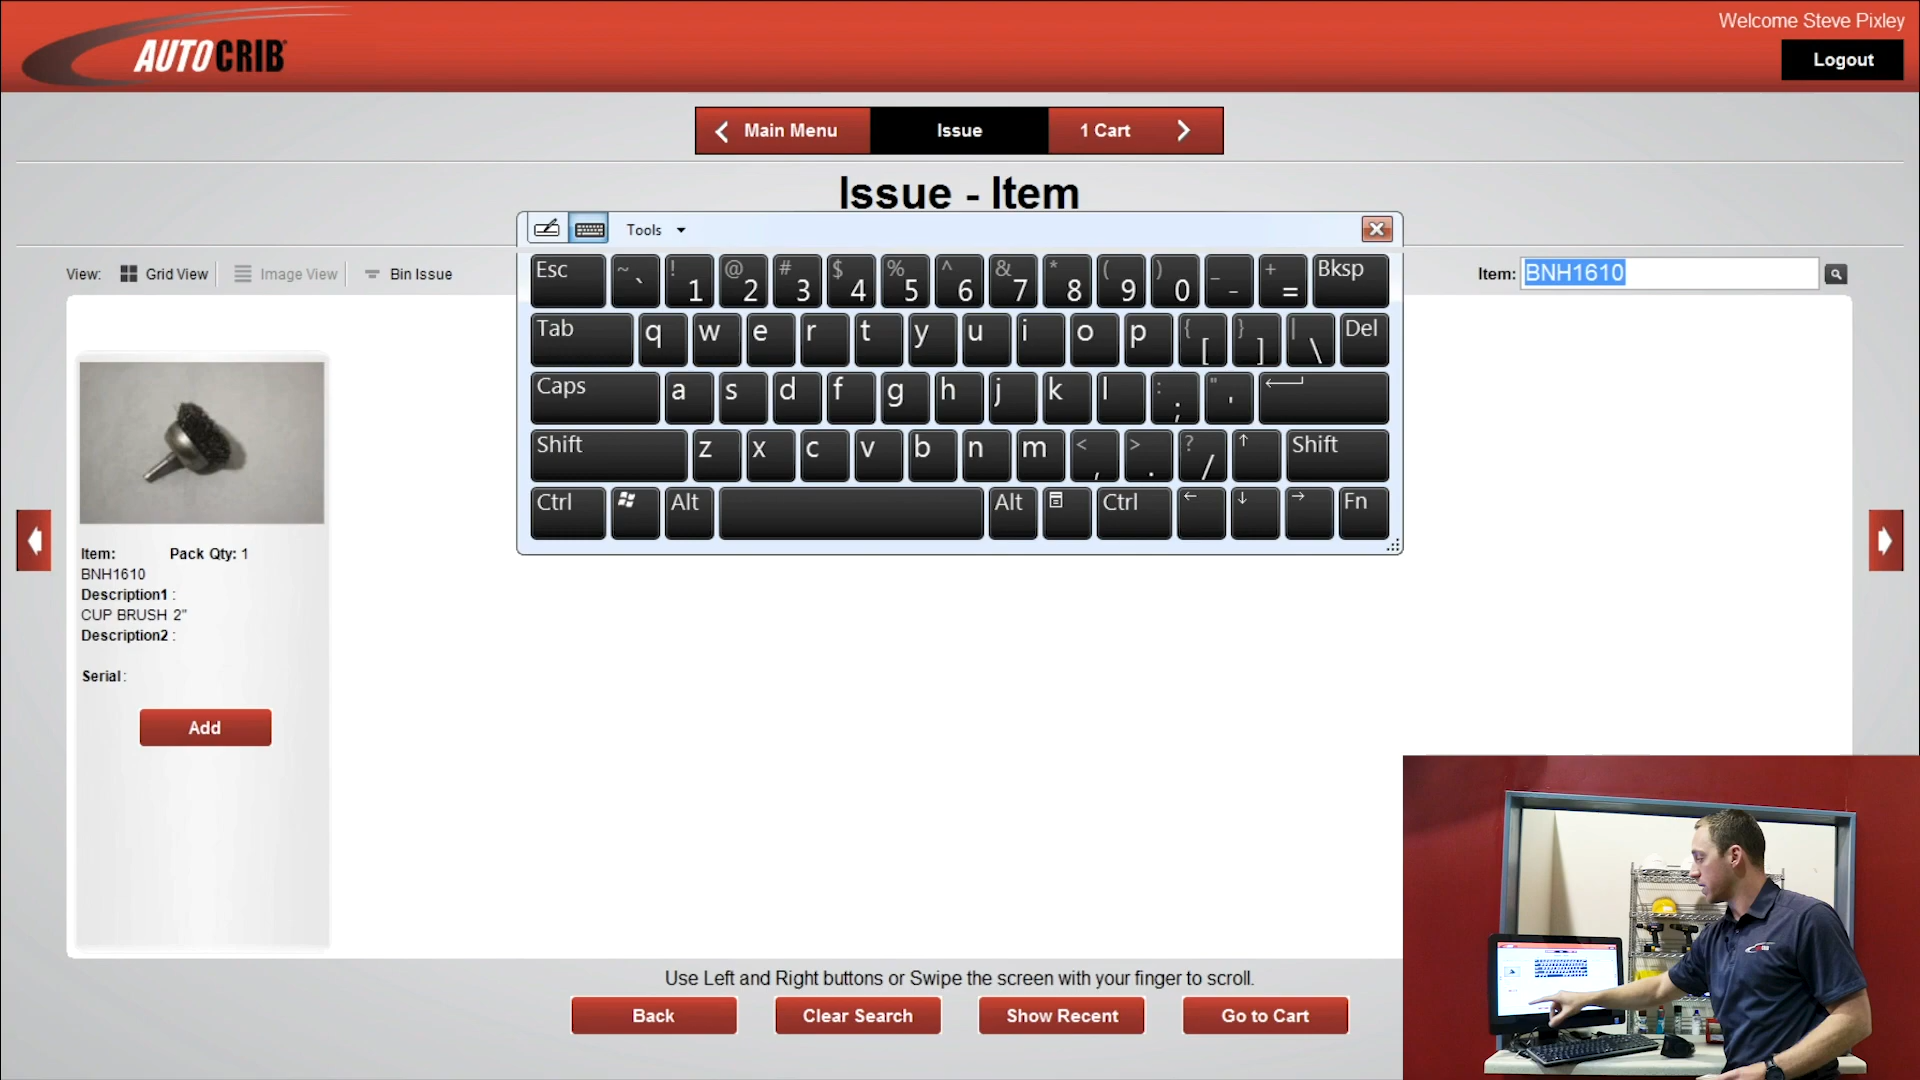 Welcome Steve Pixley
AUTOCRIB
Logout
Main Menu
Issue
1 Cart
Issue - Item
Tools
View:
Grid View
Image View
Bin Issue
Item: BNH1610
Esc ~ ` ! 1 @ 2 # 3 $ 4 % 5 ^ 6 & 7 * 8 ( 9 ) 0 _ - + = Bksp
Tab q w e r t y u i o p { [ } ] | \ Del
Caps a s d f g h j k l : ; " ' ←
Shift z x c v b n m < , > . ? / ↑ Shift
Ctrl Alt Alt Ctrl ← ↓ → Fn
Item: Pack Qty: 1
BNH1610
Description1 :
CUP BRUSH 2"
Description2 :
Serial:
Add
Use Left and Right buttons or Swipe the screen with your finger to scroll.
Back
Clear Search
Show Recent
Go to Cart